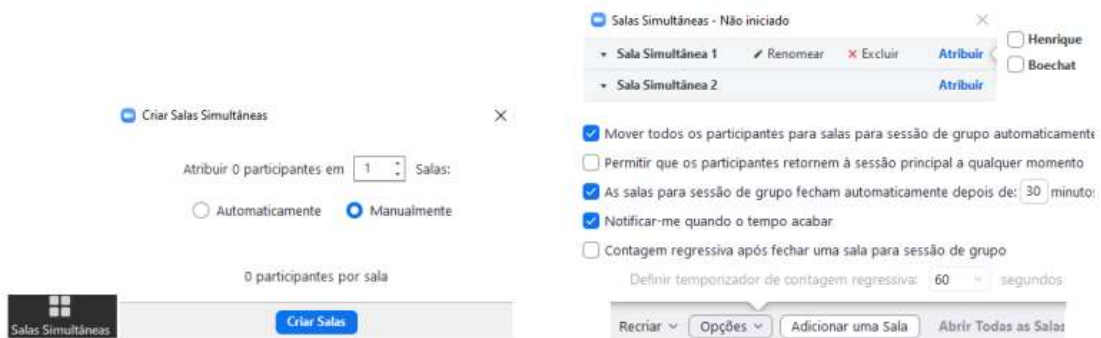 Criar Salas Simultâneas
Atribuir 0 participantes em 1 Salas:
Automaticamente Manualmente
0 participantes por sala
Salas Simultâneas
Criar Salas
Salas Simultâneas - Não iniciado
Sala Simultânea 1 Renomear Excluir Atribuir
Henrique
Boechat
Sala Simultânea 2 Atribuir
Mover todos os participantes para salas para sessão de grupo automaticamente
Permitir que os participantes retornem à sessão principal a qualquer momento
As salas para sessão de grupo fecham automaticamente depois de: 30 minuto
Notificar-me quando o tempo acabar
Contagem regressiva após fechar uma sala para sessão de grupo
Definir temporizador de contagem regressiva: 60 segundos
Recriar Opções Adicionar uma Sala Abrir Todas as Salas